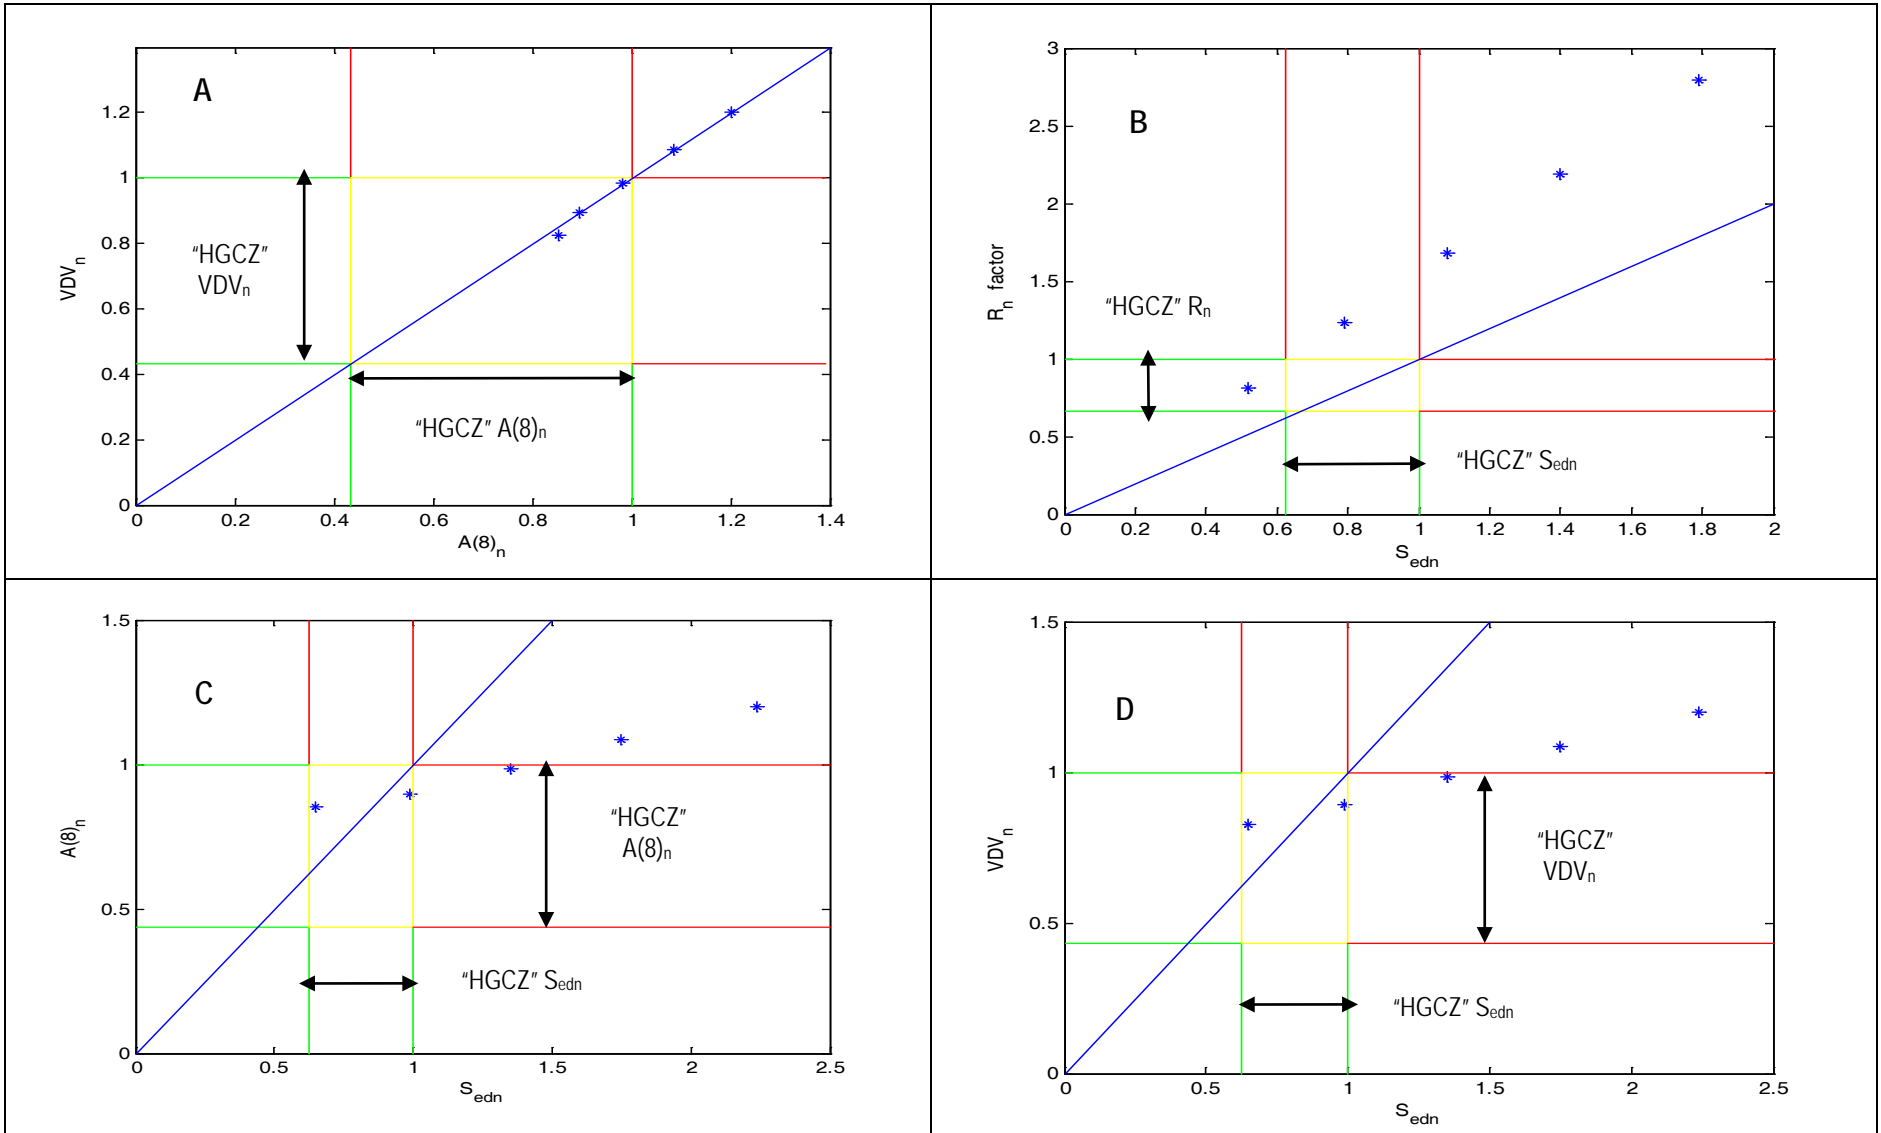 A
1.2
1
0.8
0.6
0.4
0.2
0
VDVn
“HGCZ”
VDVn
“HGCZ” A(8)n
0 0.2 0.4 0.6 0.8 1 1.2 1.4
A(8)n
B
3
2.5
2
1.5
1
0.5
0
Rn factor
“HGCZ” Rn
“HGCZ” Sedn
0 0.2 0.4 0.6 0.8 1 1.2 1.4 1.6 1.8 2
Sedn
C
1.5
1
0.5
0
A(8)n
“HGCZ”
A(8)n
“HGCZ” Sedn
0 0.5 1 1.5 2 2.5
Sedn
D
1.5
1
0.5
0
VDVn
“HGCZ”
VDVn
“HGCZ” Sedn
0 0.5 1 1.5 2 2.5
Sedn